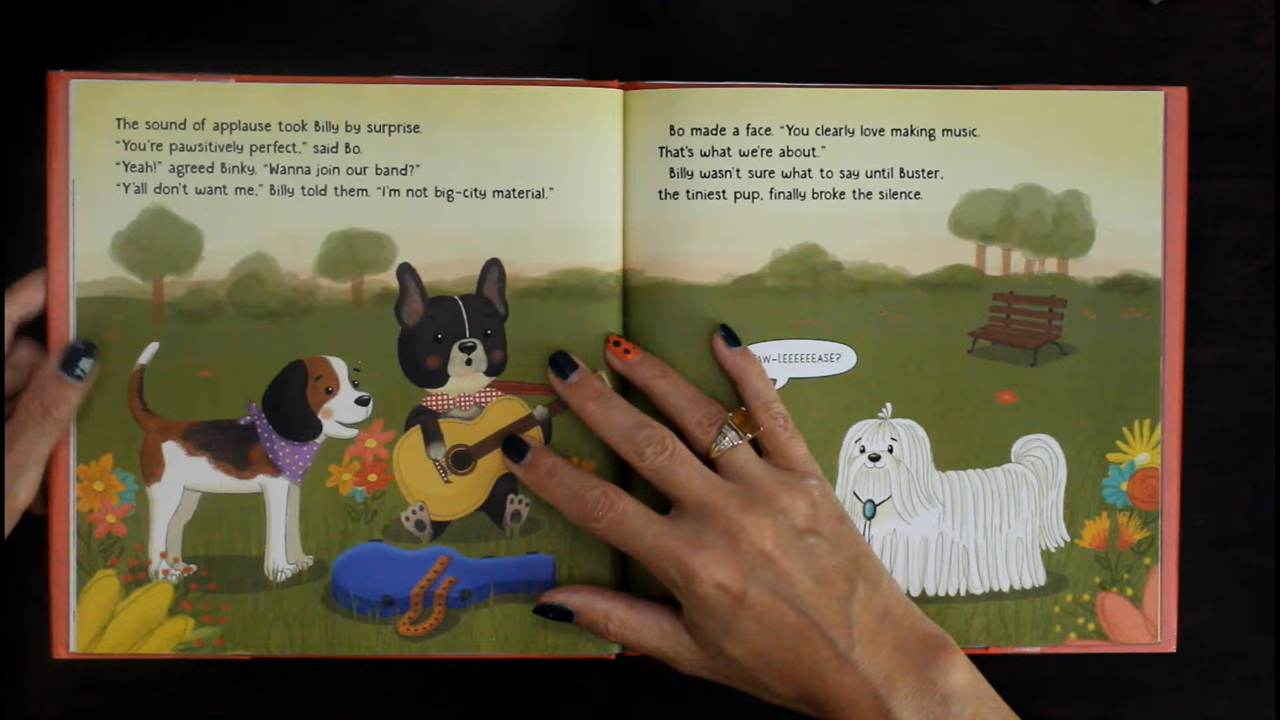 The sound of applause took Billy by surprise.
“You're pawsitively perfect,” said Bo.
“Yeah!” agreed Binky. “Wanna join our band?”
“Y'all don't want me,” Billy told them. “I'm not big-city material.”
Bo made a face. “You clearly love making music.
That's what we're about.”
Billy wasn't sure what to say until Buster,
the tiniest pup, finally broke the silence.